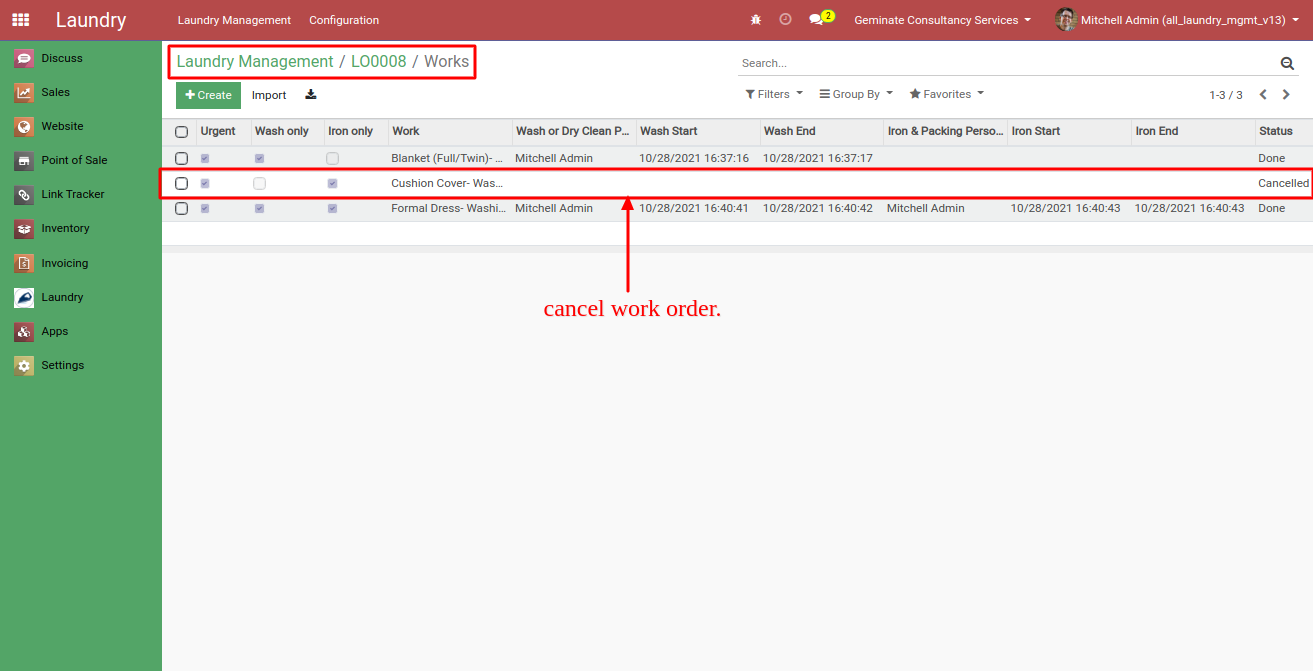 Laundry Laundry Management Configuration 2 Geminate Consultancy Services Mitchell Admin (all_laundry_mgmt_v13)
Discuss
Sales
Website
Point of Sale
Link Tracker
Inventory
Invoicing
Laundry
Apps
Settings
Laundry Management / LO0008 / Works
Search...
Create Import
Filters Group By Favorites 1-3 / 3
Urgent Wash only Iron only Work Wash or Dry Clean P... Wash Start Wash End Iron & Packing Perso... Iron Start Iron End Status
Blanket (Full/Twin)- ... Mitchell Admin 10/28/2021 16:37:16 10/28/2021 16:37:17 Done
Cushion Cover- Was... Cancelled
Formal Dress- Washi... Mitchell Admin 10/28/2021 16:40:41 10/28/2021 16:40:42 Mitchell Admin 10/28/2021 16:40:43 10/28/2021 16:40:43 Done
cancel work order.